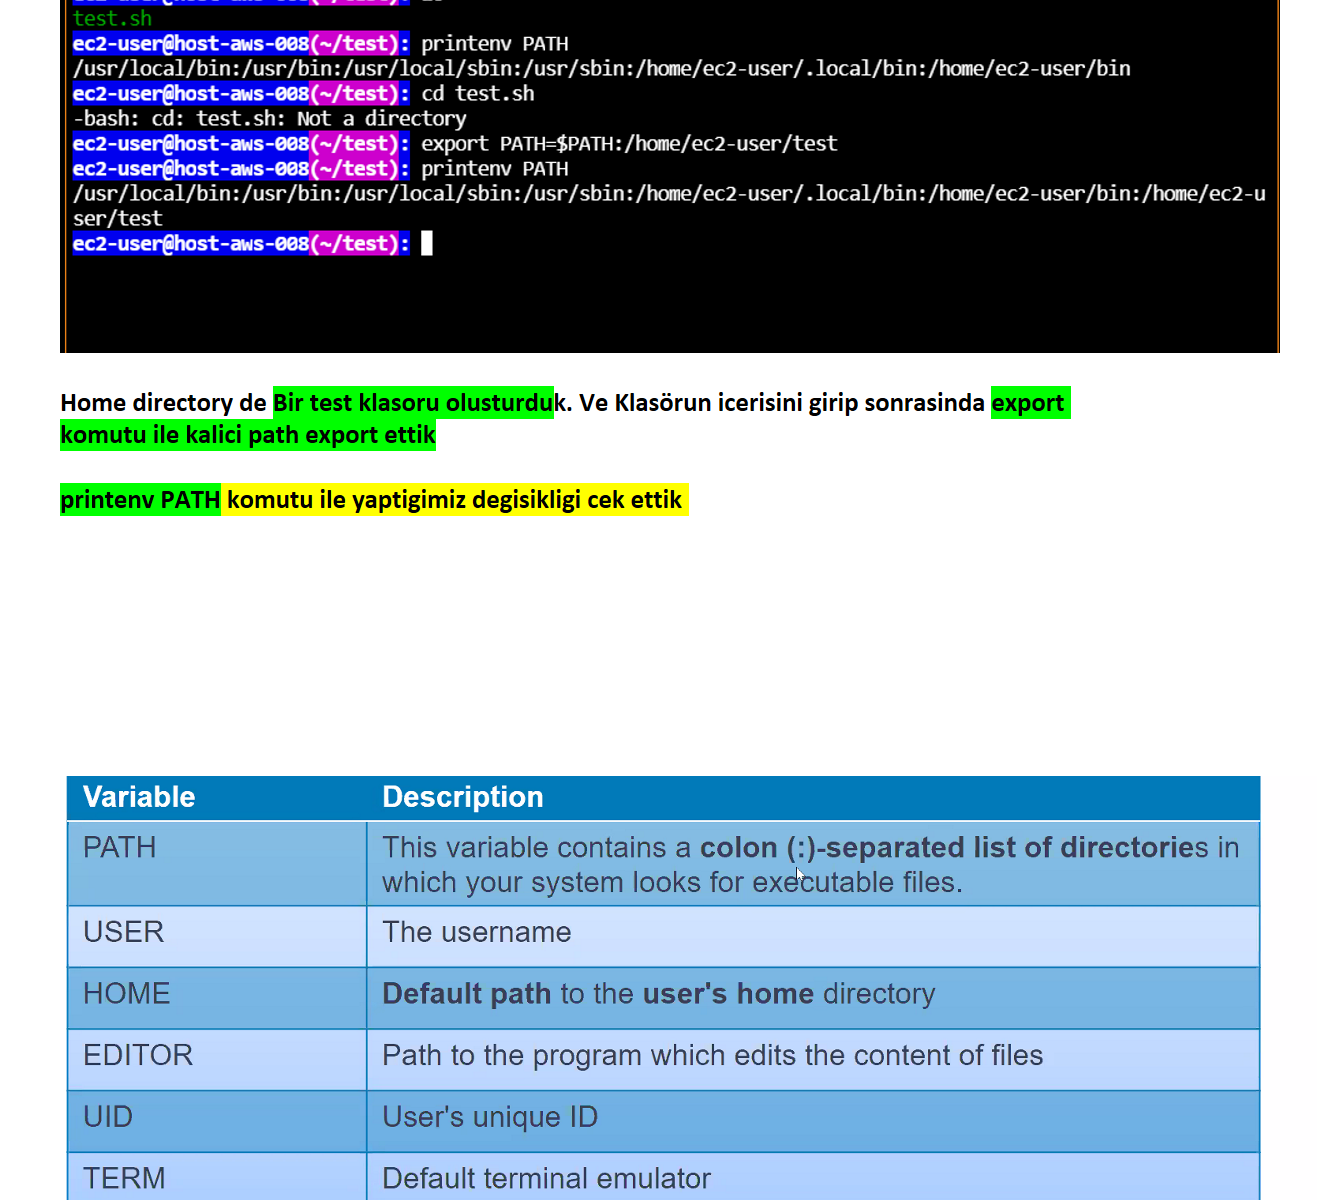 test.sh
ec2-user@host-aws-008(~/test): printenv PATH
/usr/local/bin:/usr/bin:/usr/local/sbin:/usr/sbin:/home/ec2-user/.local/bin:/home/ec2-user/bin
ec2-user@host-aws-008(~/test): cd test.sh
-bash: cd: test.sh: Not a directory
ec2-user@host-aws-008(~/test): export PATH=$PATH:/home/ec2-user/test
ec2-user@host-aws-008(~/test): printenv PATH
/usr/local/bin:/usr/bin:/usr/local/sbin:/usr/sbin:/home/ec2-user/.local/bin:/home/ec2-user/bin:/home/ec2-u
ser/test
ec2-user@host-aws-008(~/test):
Home directory de Bir test klasoru olusturduk. Ve Klasörun icerisini girip sonrasinda export
komutu ile kalici path export ettik
printenv PATH komutu ile yaptigimiz degisikligi cek ettik
Variable Description
PATH This variable contains a colon (:)-separated list of directories in
which your system looks for executable files.
USER The username
HOME Default path to the user's home directory
EDITOR Path to the program which edits the content of files
UID User's unique ID
TERM Default terminal emulator